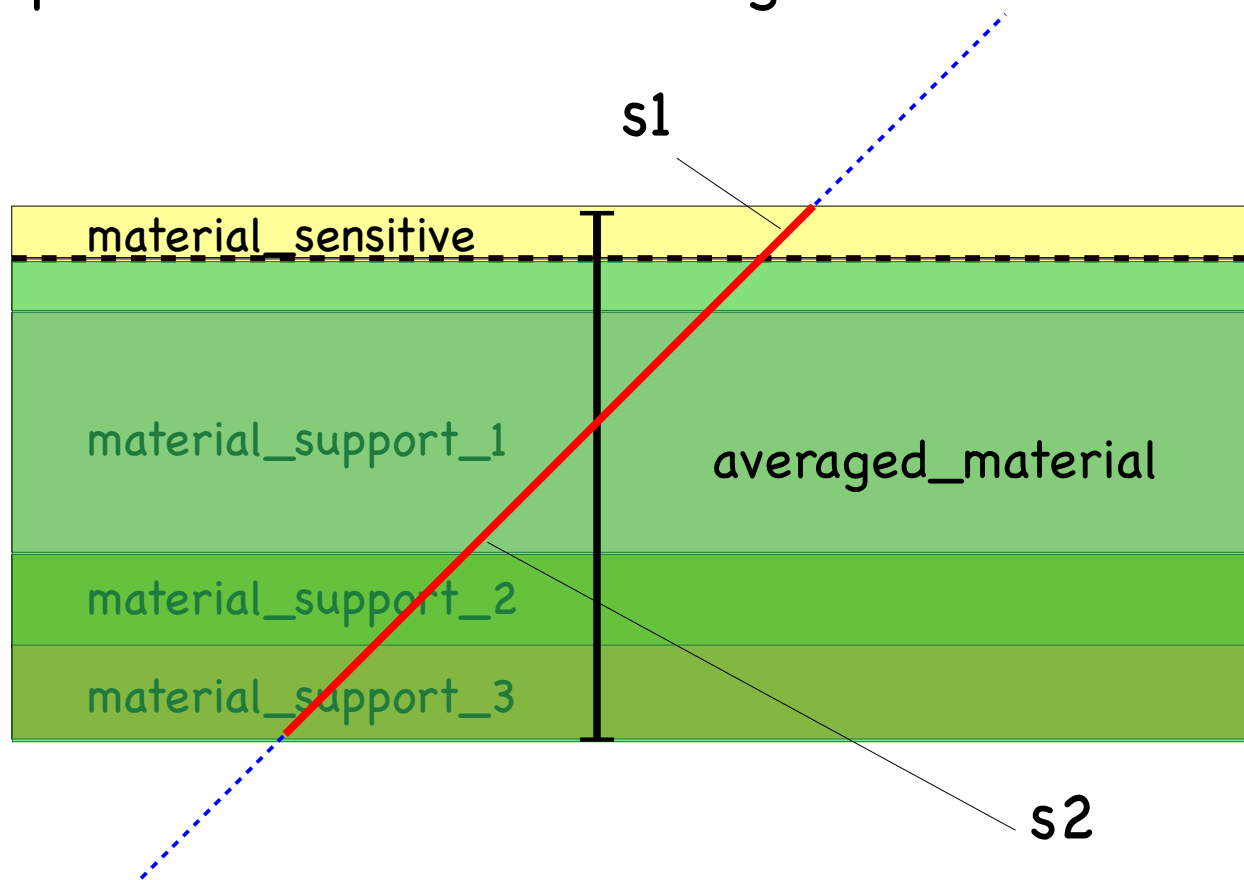 s1
material_sensitive
material_support_1
averaged_material
material_support_2
material_support_3
s2